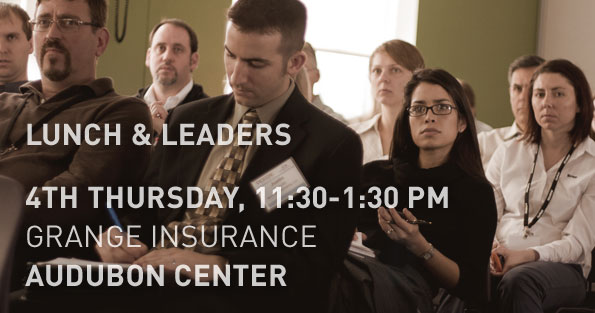 LUNCH & LEADERS
4TH THURSDAY, 11:30-1:30 PM
GRANGE INSURANCE
AUDUBON CENTER